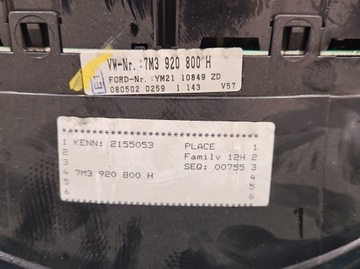 VW-Nr.:7M3 920 800 H
E1
FORD-Nr.:YM21 10849 ZD
080502 0259 1 143 V57
1 KENN: 2155053 PLACE 1
2 Family 12H 2
3 SEQ: 00755 3
4 7M3 920 800 H 4
5 5
6 6